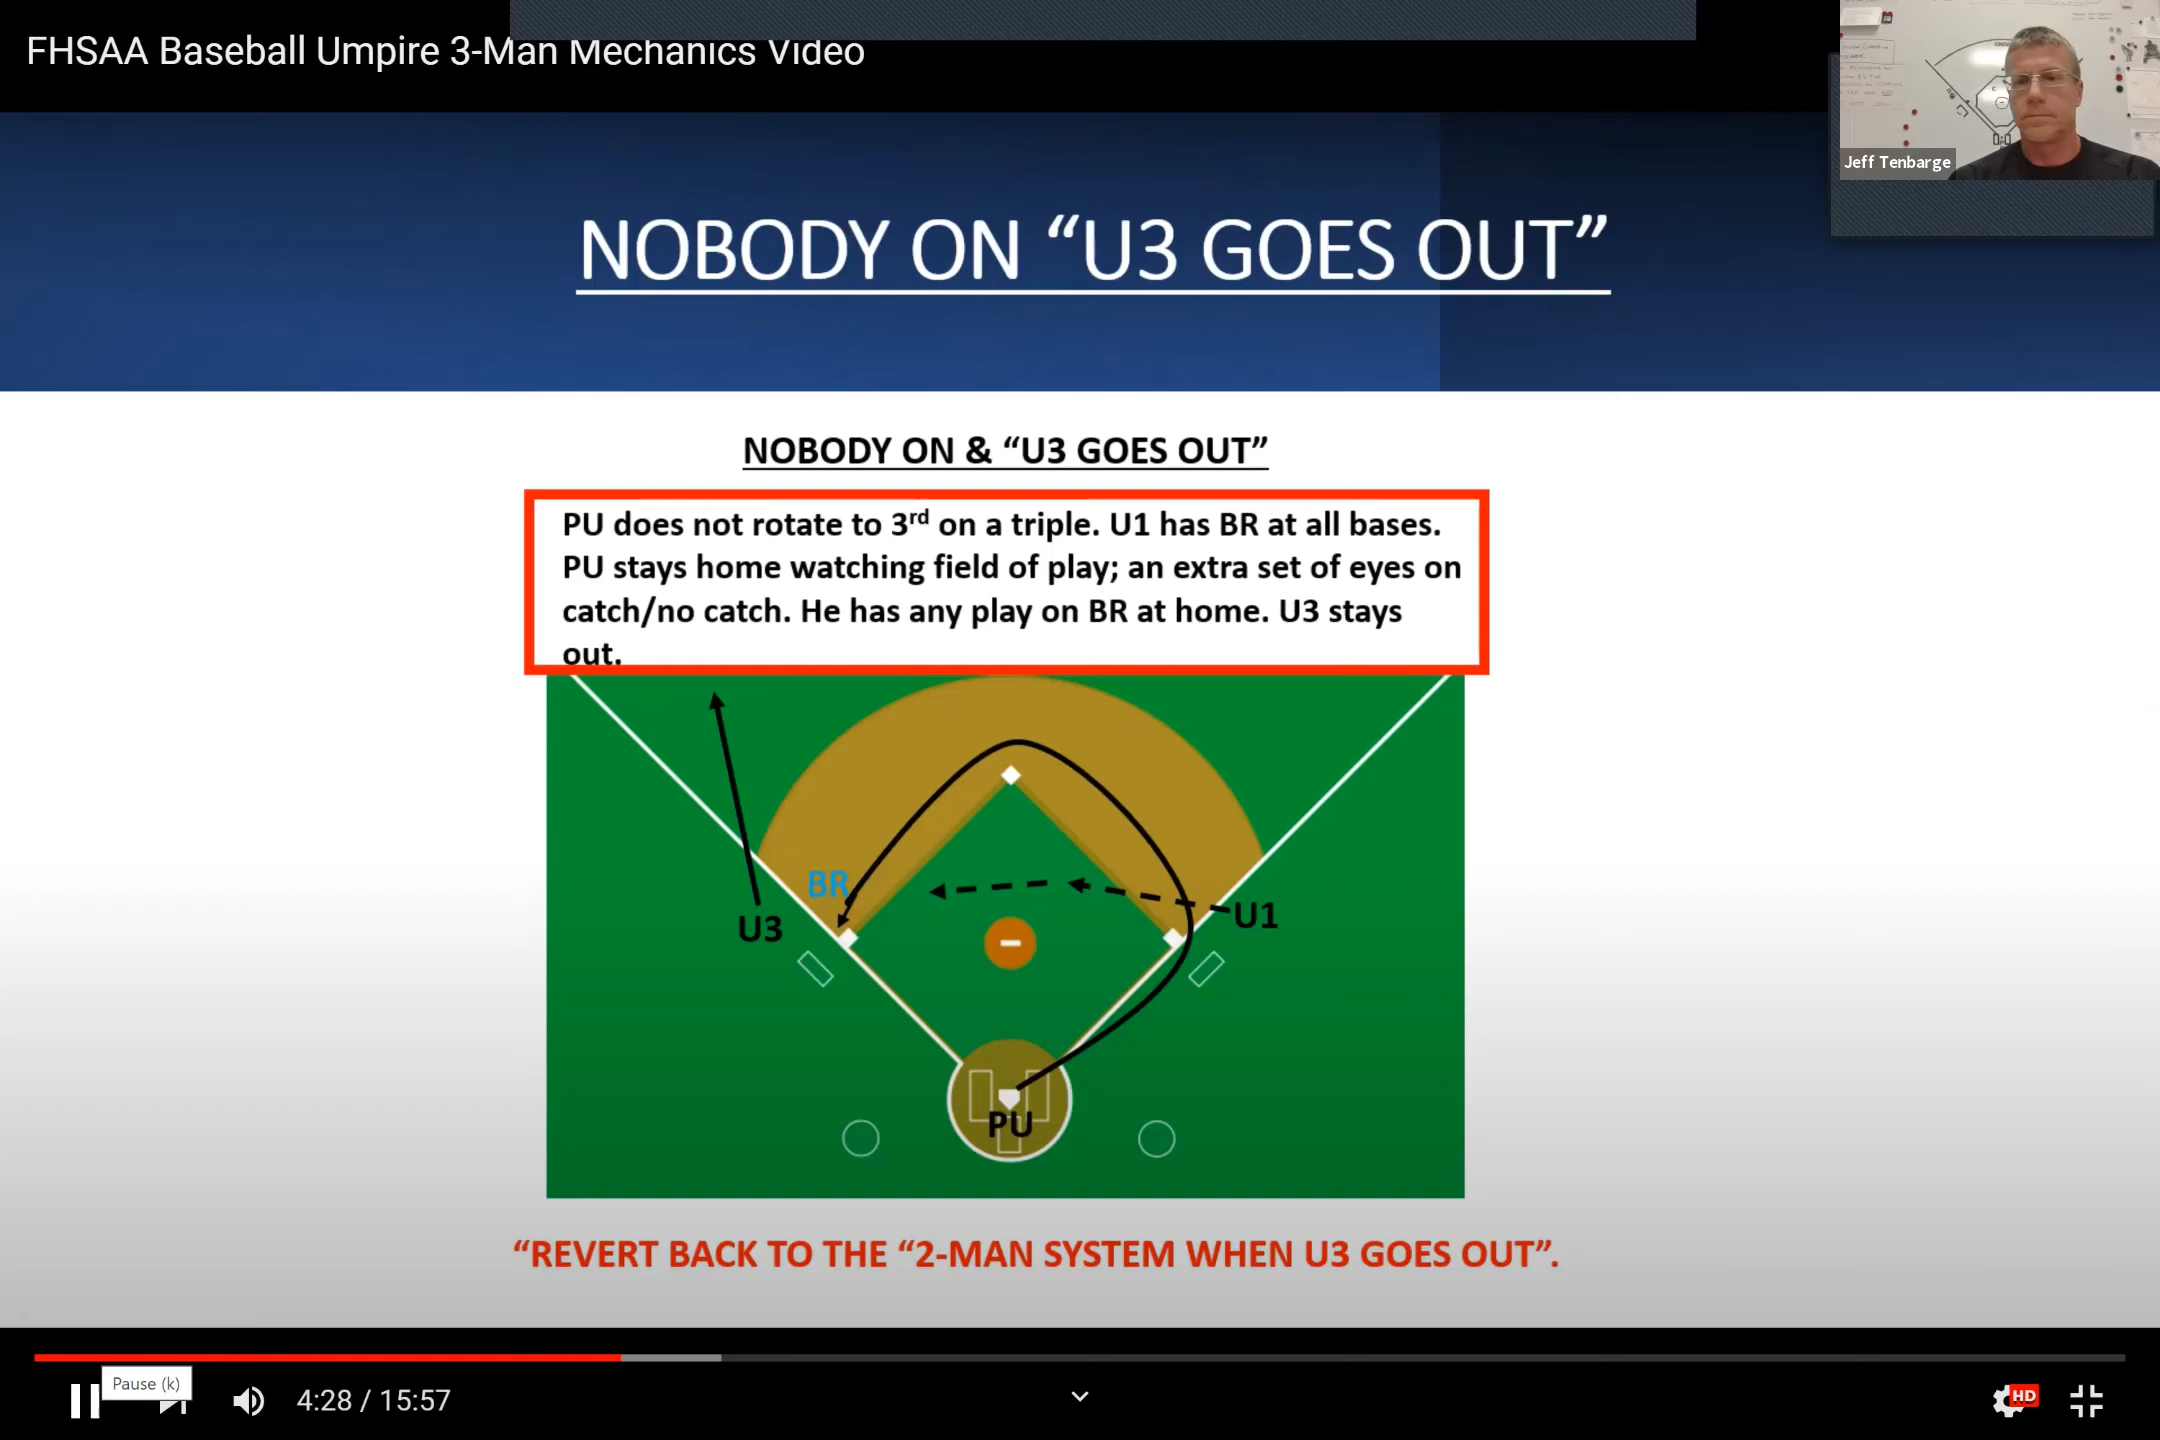 FHSAA Baseball Umpire 3-Man Mechanics Video
Jeff Tenbarge
NOBODY ON “U3 GOES OUT”
NOBODY ON & “U3 GOES OUT”
PU does not rotate to 3rd on a triple. U1 has BR at all bases.
PU stays home watching field of play; an extra set of eyes on
catch/no catch. He has any play on BR at home. U3 stays
out.
BR
U3
U1
PU
“REVERT BACK TO THE “2-MAN SYSTEM WHEN U3 GOES OUT”.
Pause (k)
4:28 / 15:57
HD